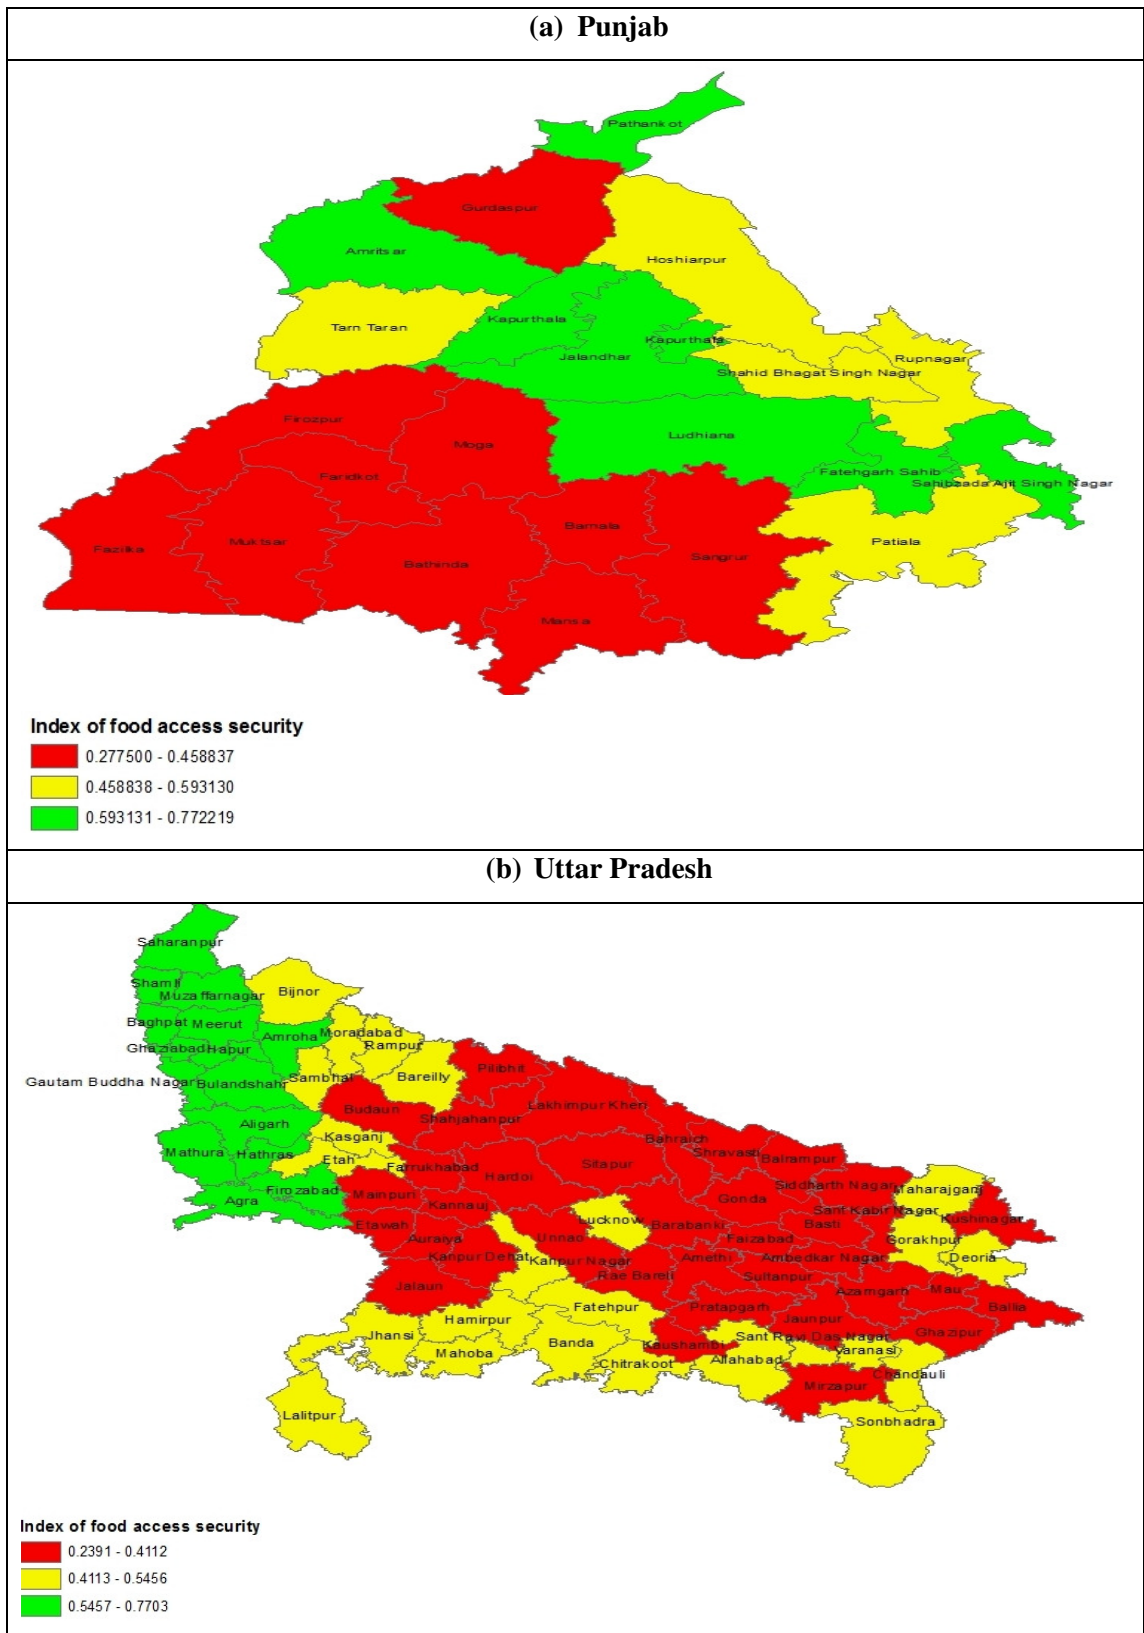 (a) Punjab
Pathankot
Gurdaspur
Amritsar
Hoshiarpur
Tarn Taran
Kapurthala
Kapurthala
Jalandhar
Rupnagar
Shahid Bhagat Singh Nagar
Firozpur
Moga
Ludhiana
Faridkot
Fatehgarh Sahib
Sahibzada Ajit Singh Nagar
Barnala
Fazilka
Muktsar
Bathinda
Sangrur
Patiala
Mansa
Index of food access security
0.277500 - 0.458837
0.458838 - 0.593130
0.593131 - 0.772219
(b) Uttar Pradesh
Saharanpur
Shamli
Muzaffarnagar
Bijnor
Baghpat
Meerut
Amroha
Moradabad
Rampur
Ghaziabad
Hapur
Gautam Buddha Nagar
Bulandshahr
Sambhal
Bareilly
Pilibhit
Budaun
Shahjahanpur
Lakhimpur Kheri
Aligarh
Kasganj
Bahraich
Mathura
Hathras
Etah
Farrukhabad
Hardoi
Sitapur
Shravasti
Balrampur
Agra
Firozabad
Mainpuri
Kannauj
Gonda
Siddharth Nagar
Maharajganj
Sant Kabir Nagar
Kushinagar
Etawah
Auraiya
Unnao
Lucknow
Barabanki
Faizabad
Basti
Gorakhpur
Deoria
Kanpur Dehat
Kanpur Nagar
Rae Bareli
Amethi
Ambedkar Nagar
Jalaun
Sultanpur
Azamgarh
Mau
Ballia
Fatehpur
Pratapgarh
Jaunpur
Ghazipur
Jhansi
Hamirpur
Mahoba
Banda
Kaushambi
Chitrakoot
Allahabad
Sant Ravi Das Nagar
Varanasi
Chandauli
Mirzapur
Lalitpur
Sonbhadra
Index of food access security
0.2391 - 0.4112
0.4113 - 0.5456
0.5457 - 0.7703